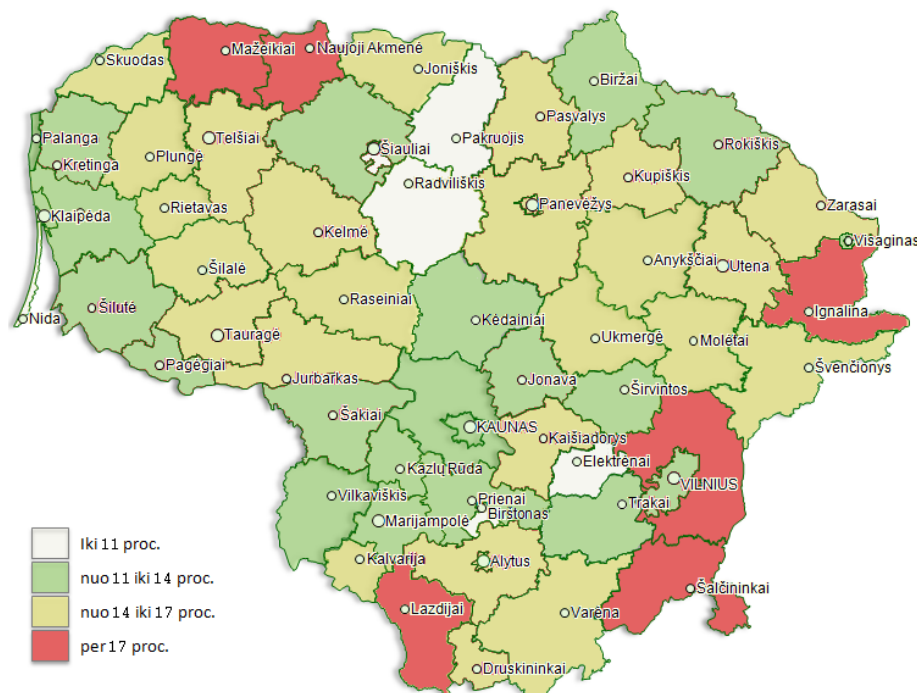 Mažeikiai
Naujoji Akmenė
Skuodas
Joniškis
Biržai
Pasvalys
Palanga
Telšiai
Pakruojis
Rokiškis
Šiauliai
Plungė
Kretinga
Kupiškis
Radviliškis
Rietavas
Panevėžys
Zarasai
Klaipėda
Kelmė
Visaginas
Anykščiai
Utena
Šilalė
Raseiniai
Šilutė
Ignalina
Nida
Kėdainiai
Tauragė
Ukmergė
Molėtai
Pagėgiai
Švenčionys
Jurbarkas
Jonava
Širvintos
Šakiai
KAUNAS
Kaišiadorys
Elektrėnai
Kazlų Rūda
VILNIUS
Vilkaviškis
Prienai
Trakai
Birštonas
Marijampolė
Iki 11 proc.
Kalvarija
Alytus
nuo 11 iki 14 proc.
Šalčininkai
nuo 14 iki 17 proc.
Lazdijai
Varėna
per 17 proc.
Druskininkai